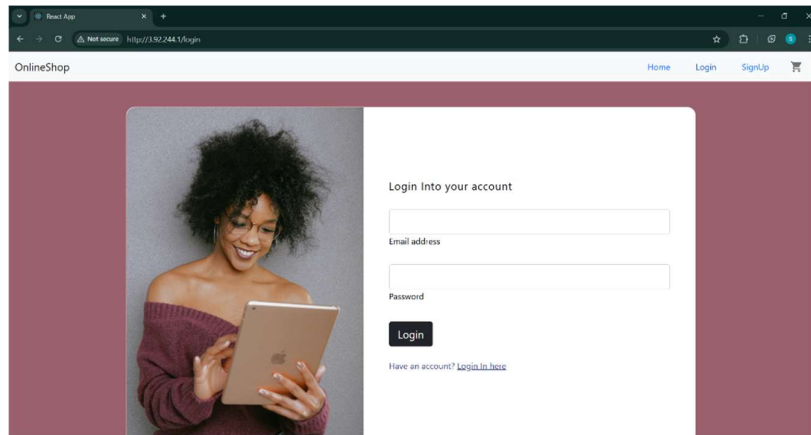 React App
Not secure http://3.92.244.1/login
OnlineShop Home Login SignUp
Login Into your account
Email address
Password
Login
Have an account? Login In here